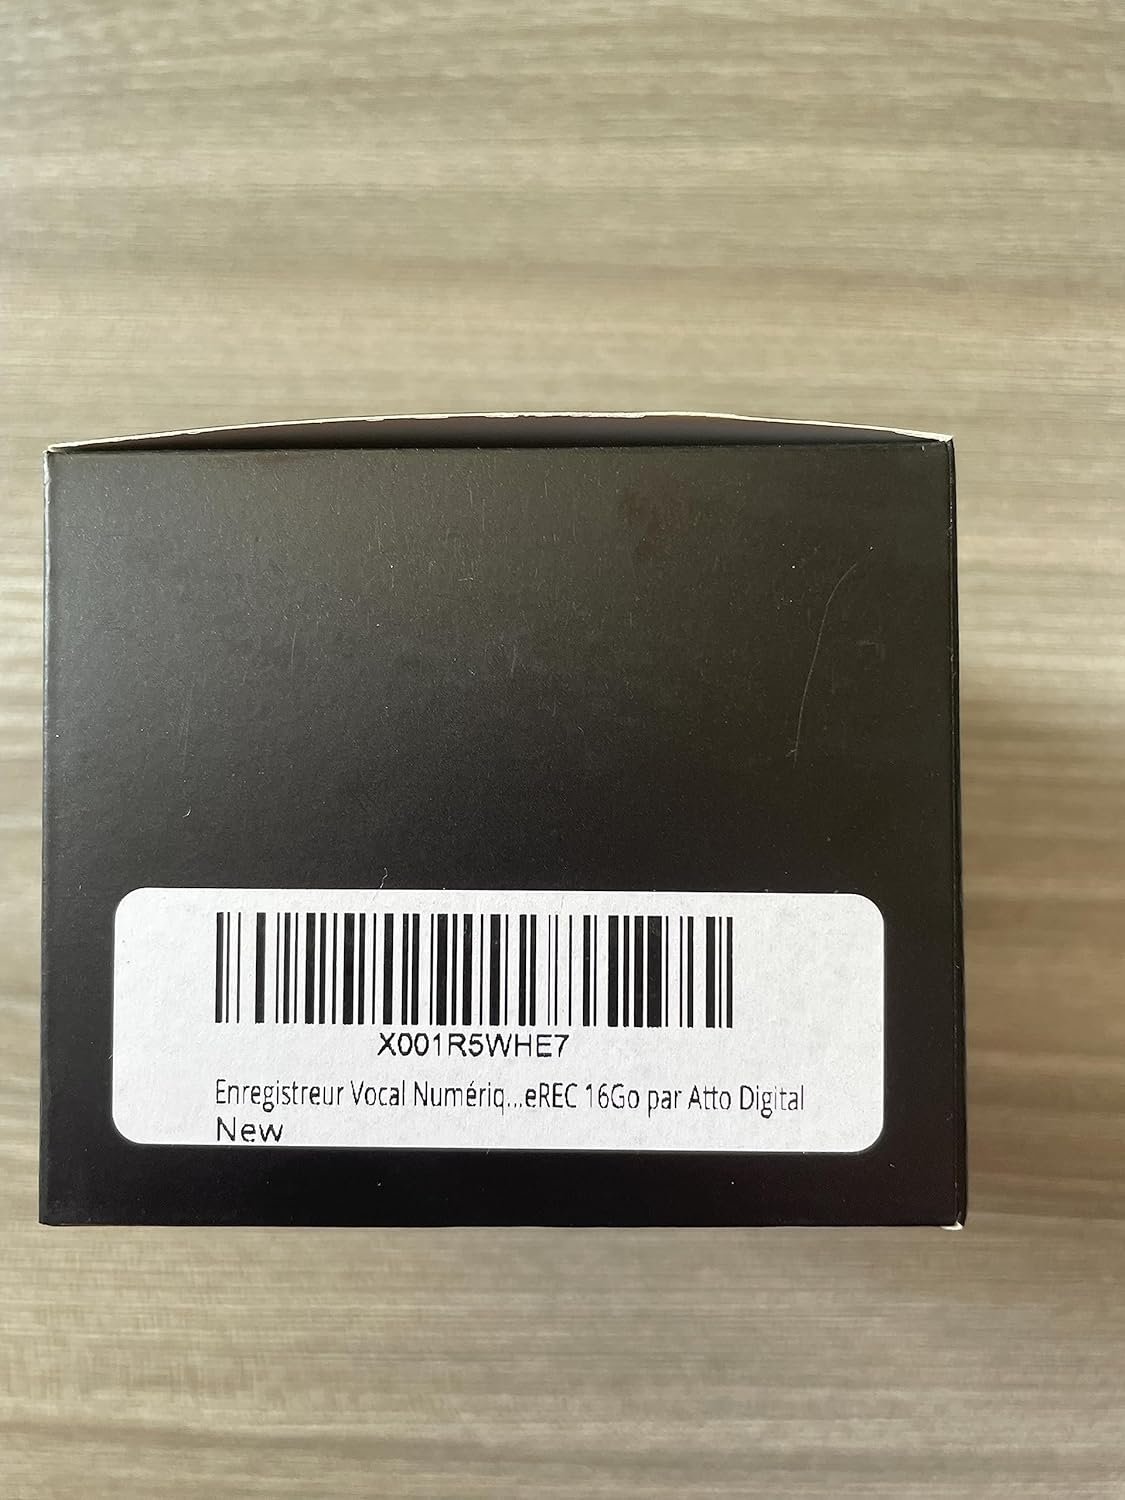 X001R5WHE7
Enregistreur Vocal Numériq...eREC 16Go par Atto Digital
New